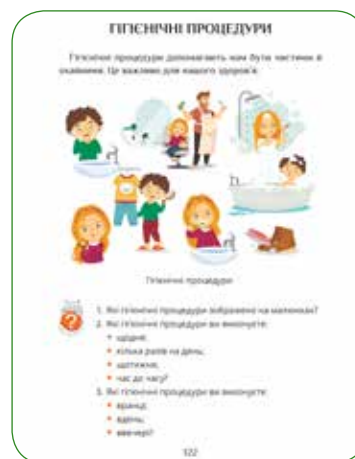 ГІГІЄНІЧНІ ПРОЦЕДУРИ
Гігієнічні процедури допомагають нам бути чистими й
охайними. Це важливо для нашого здоров'я.
Гігієнічні процедури
1. Які гігієнічні процедури зображено на малюнках?
2. Які гігієнічні процедури ви виконуєте:
• щодня;
• кілька разів на день;
• щотижня;
• час до часу?
3. Які гігієнічні процедури ви виконуєте:
• вранці;
• вдень;
• ввечері?
122